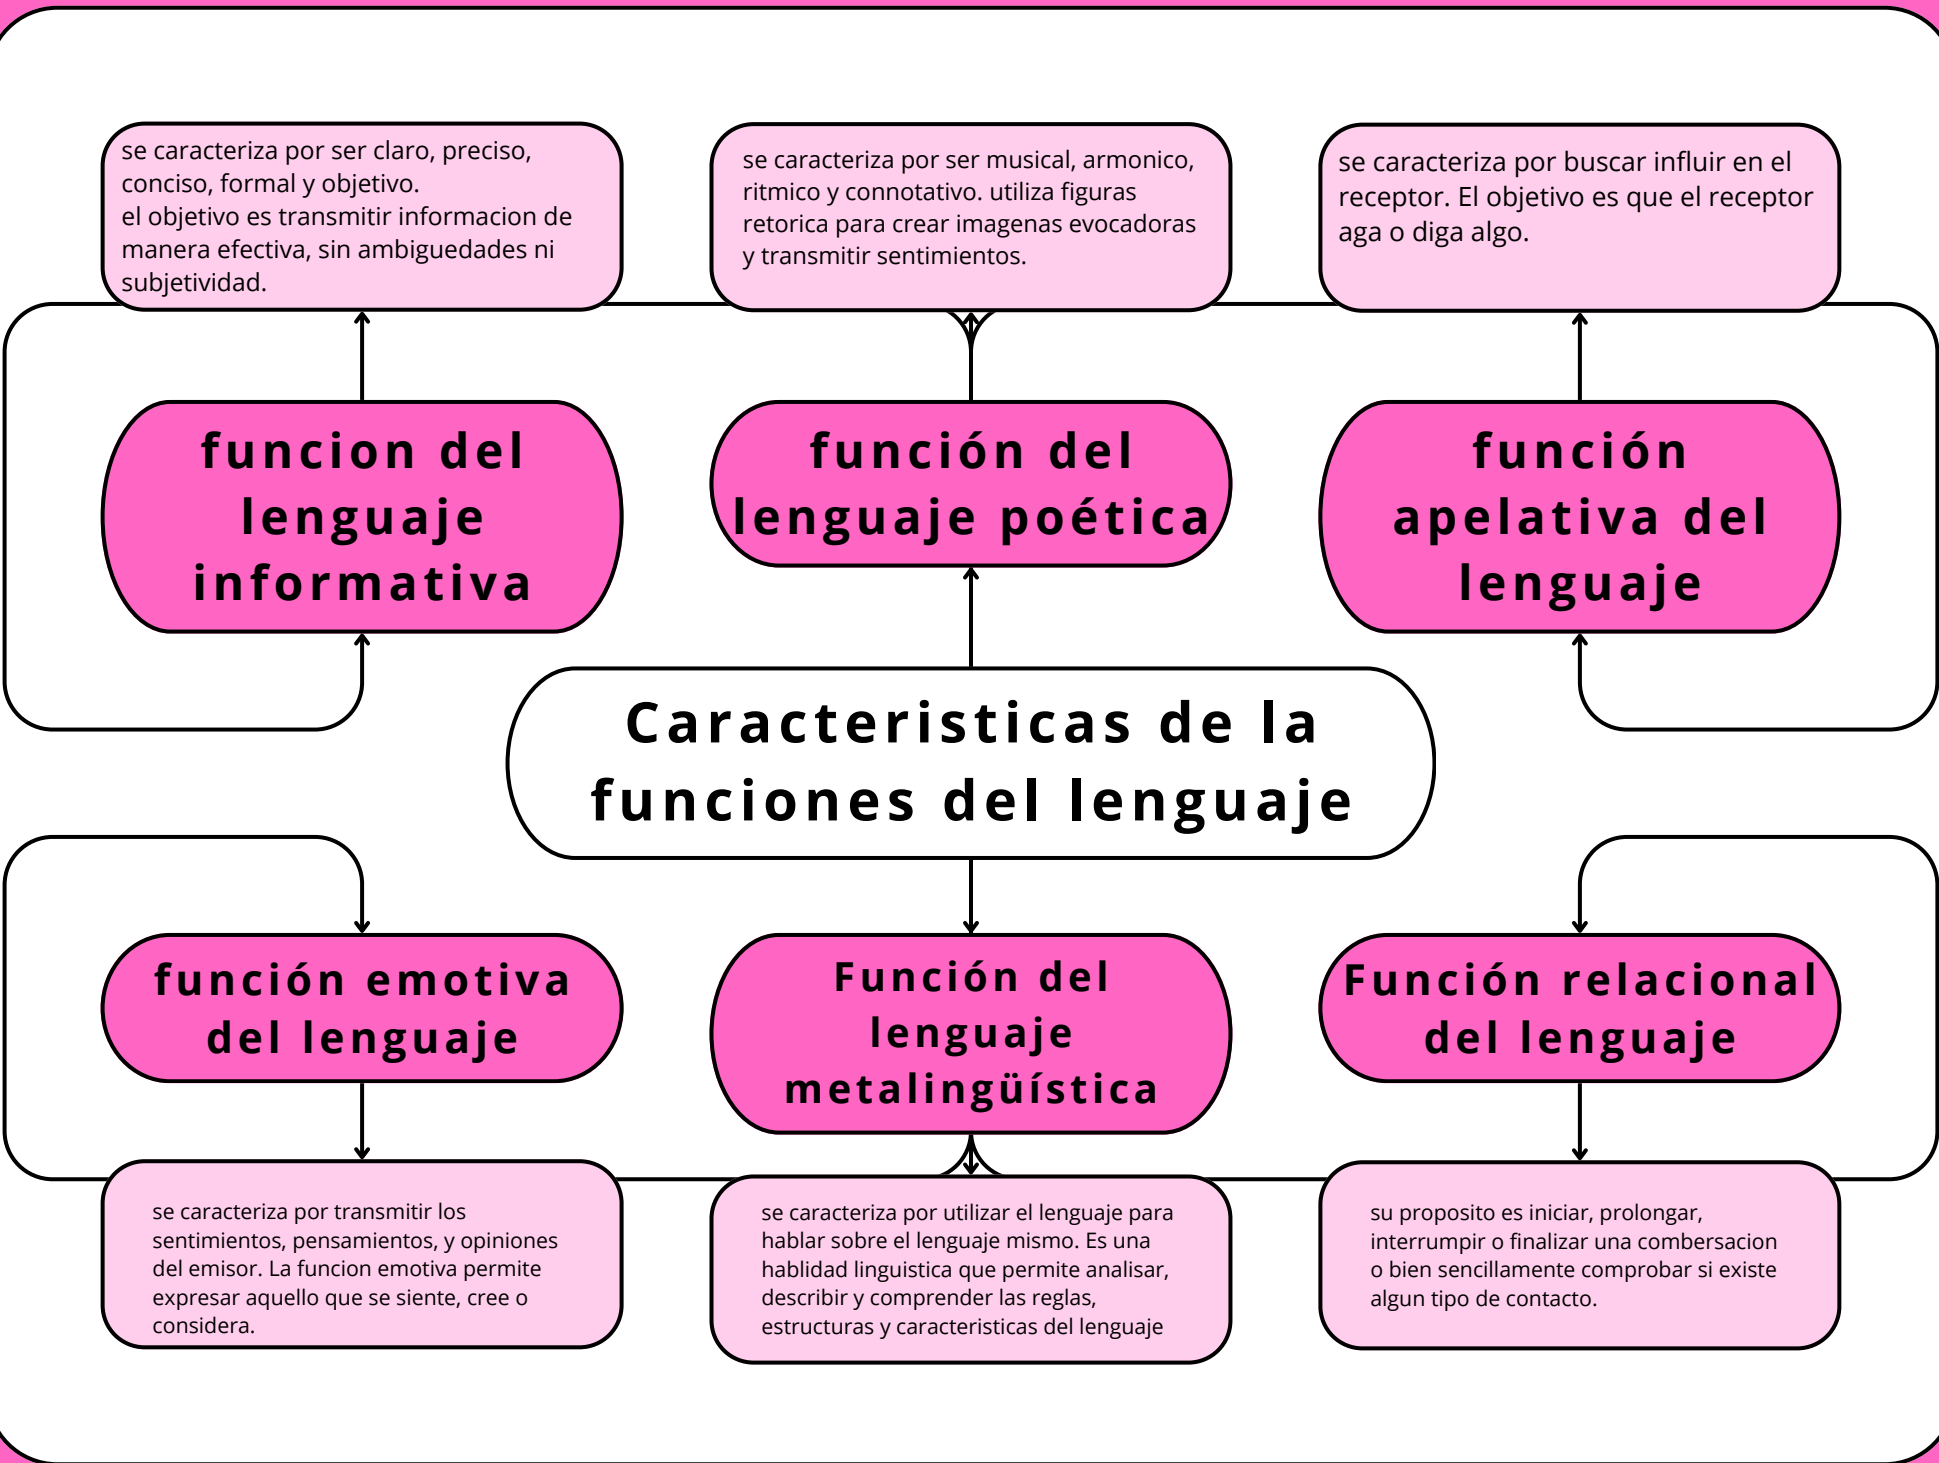 se caracteriza por ser claro, preciso,
conciso, formal y objetivo.
el objetivo es transmitir informacion de
manera efectiva, sin ambiguedades ni
subjetividad.
se caracteriza por ser musical, armonico,
ritmico y connotativo. utiliza figuras
retorica para crear imagenas evocadoras
y transmitir sentimientos.
se caracteriza por buscar influir en el
receptor. El objetivo es que el receptor
aga o diga algo.
funcion del
lenguaje
informativa
función del
lenguaje poética
función
apelativa del
lenguaje
Caracteristicas de la
funciones del lenguaje
función emotiva
del lenguaje
Función del
lenguaje
metalingüística
Función relacional
del lenguaje
se caracteriza por transmitir los
sentimientos, pensamientos, y opiniones
del emisor. La funcion emotiva permite
expresar aquello que se siente, cree o
considera.
se caracteriza por utilizar el lenguaje para
hablar sobre el lenguaje mismo. Es una
hablidad linguistica que permite analisar,
describir y comprender las reglas,
estructuras y caracteristicas del lenguaje
su proposito es iniciar, prolongar,
interrumpir o finalizar una combersacion
o bien sencillamente comprobar si existe
algun tipo de contacto.